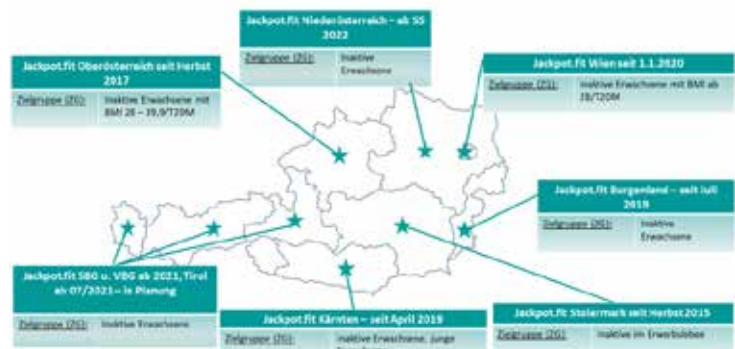 Jackpot.fit Niederösterreich – ab SS
2022
Zielgruppe (ZG): Inaktive
Erwachsene
Jackpot.fit Oberösterreich seit Herbst
2017
Zielgruppe (ZG): Inaktive Erwachsene mit
BMI 28 – 39,9/T2DM
Jackpot.fit Wien seit 1.1.2020
Zielgruppe (ZG): Inaktive Erwachsene mit BMI ab
28/T2DM
Jackpot.fit Burgenland – seit Juli
2019
Zielgruppe (ZG): Inaktive
Erwachsene
Jackpot.fit SBG u. VBG ab 2021, Tirol
ab 07/2021 – in Planung
Zielgruppe (ZG): Inaktive Erwachsene
Jackpot.fit Kärnten – seit April 2019
Zielgruppe (ZG): Inaktive Erwachsene, junge
Jackpot.fit Steiermark seit Herbst 2015
Zielgruppe (ZG): Inaktive im Erwerbsleben